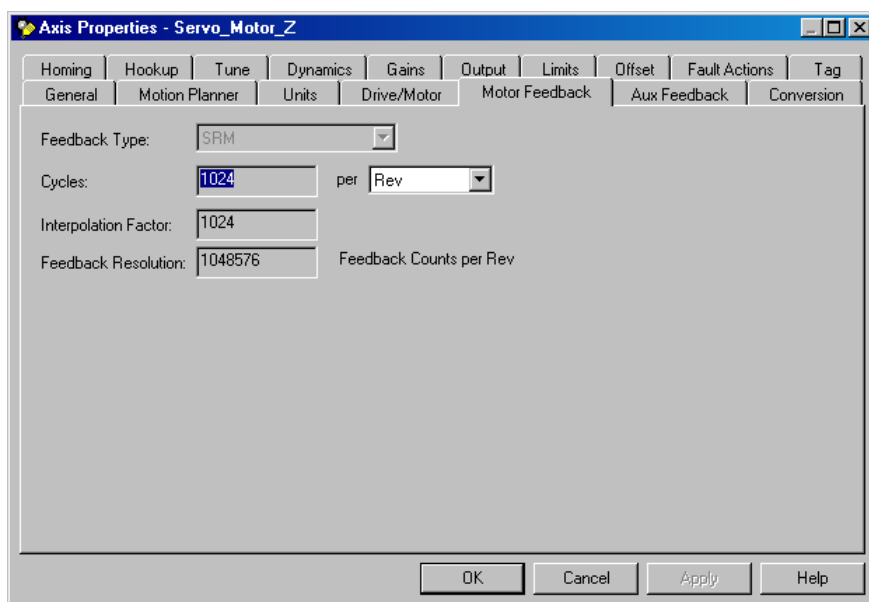 Axis Properties - Servo_Motor_Z
Homing Hookup Tune Dynamics Gains Output Limits Offset Fault Actions Tag
General Motion Planner Units Drive/Motor Motor Feedback Aux Feedback Conversion
Feedback Type: SRM
Cycles: 1024 per Rev
Interpolation Factor: 1024
Feedback Resolution: 1048576 Feedback Counts per Rev
OK Cancel Apply Help